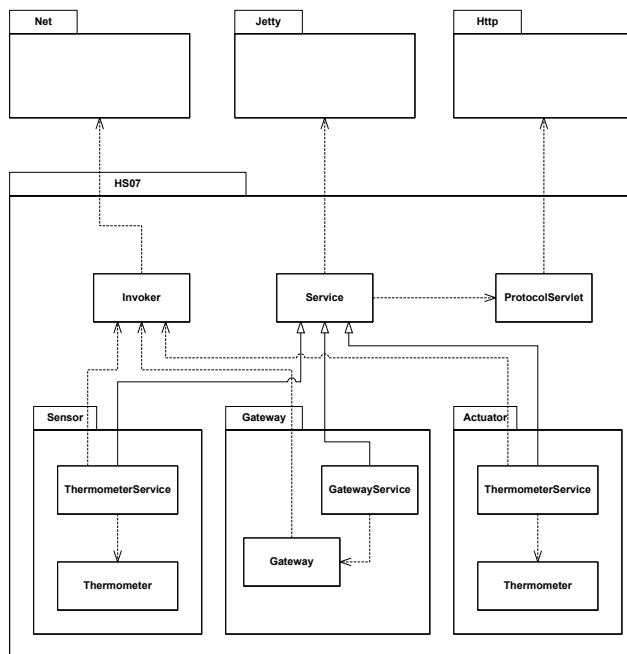 Net
Jetty
Http
HS07
Invoker
Service
ProtocolServlet
Sensor
Gateway
Actuator
ThermometerService
GatewayService
ThermometerService
Gateway
Thermometer
Thermometer